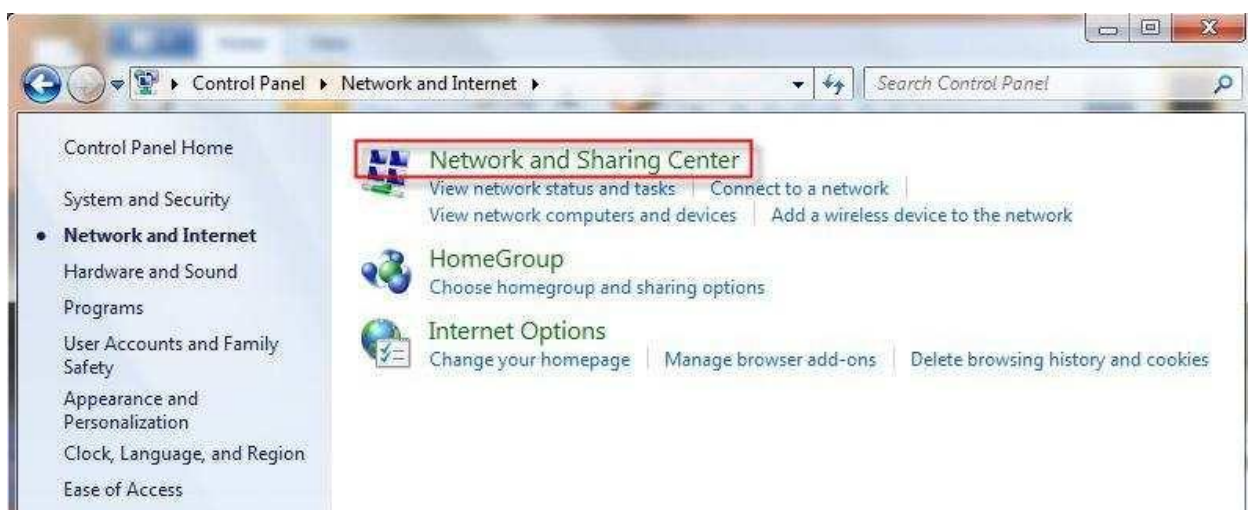 Control Panel Network and Internet
Search Control Panel
Control Panel Home
System and Security
Network and Internet
Hardware and Sound
Programs
User Accounts and Family
Safety
Appearance and
Personalization
Clock, Language, and Region
Ease of Access
Network and Sharing Center
View network status and tasks Connect to a network
View network computers and devices Add a wireless device to the network
HomeGroup
Choose homegroup and sharing options
Internet Options
Change your homepage Manage browser add-ons Delete browsing history and cookies